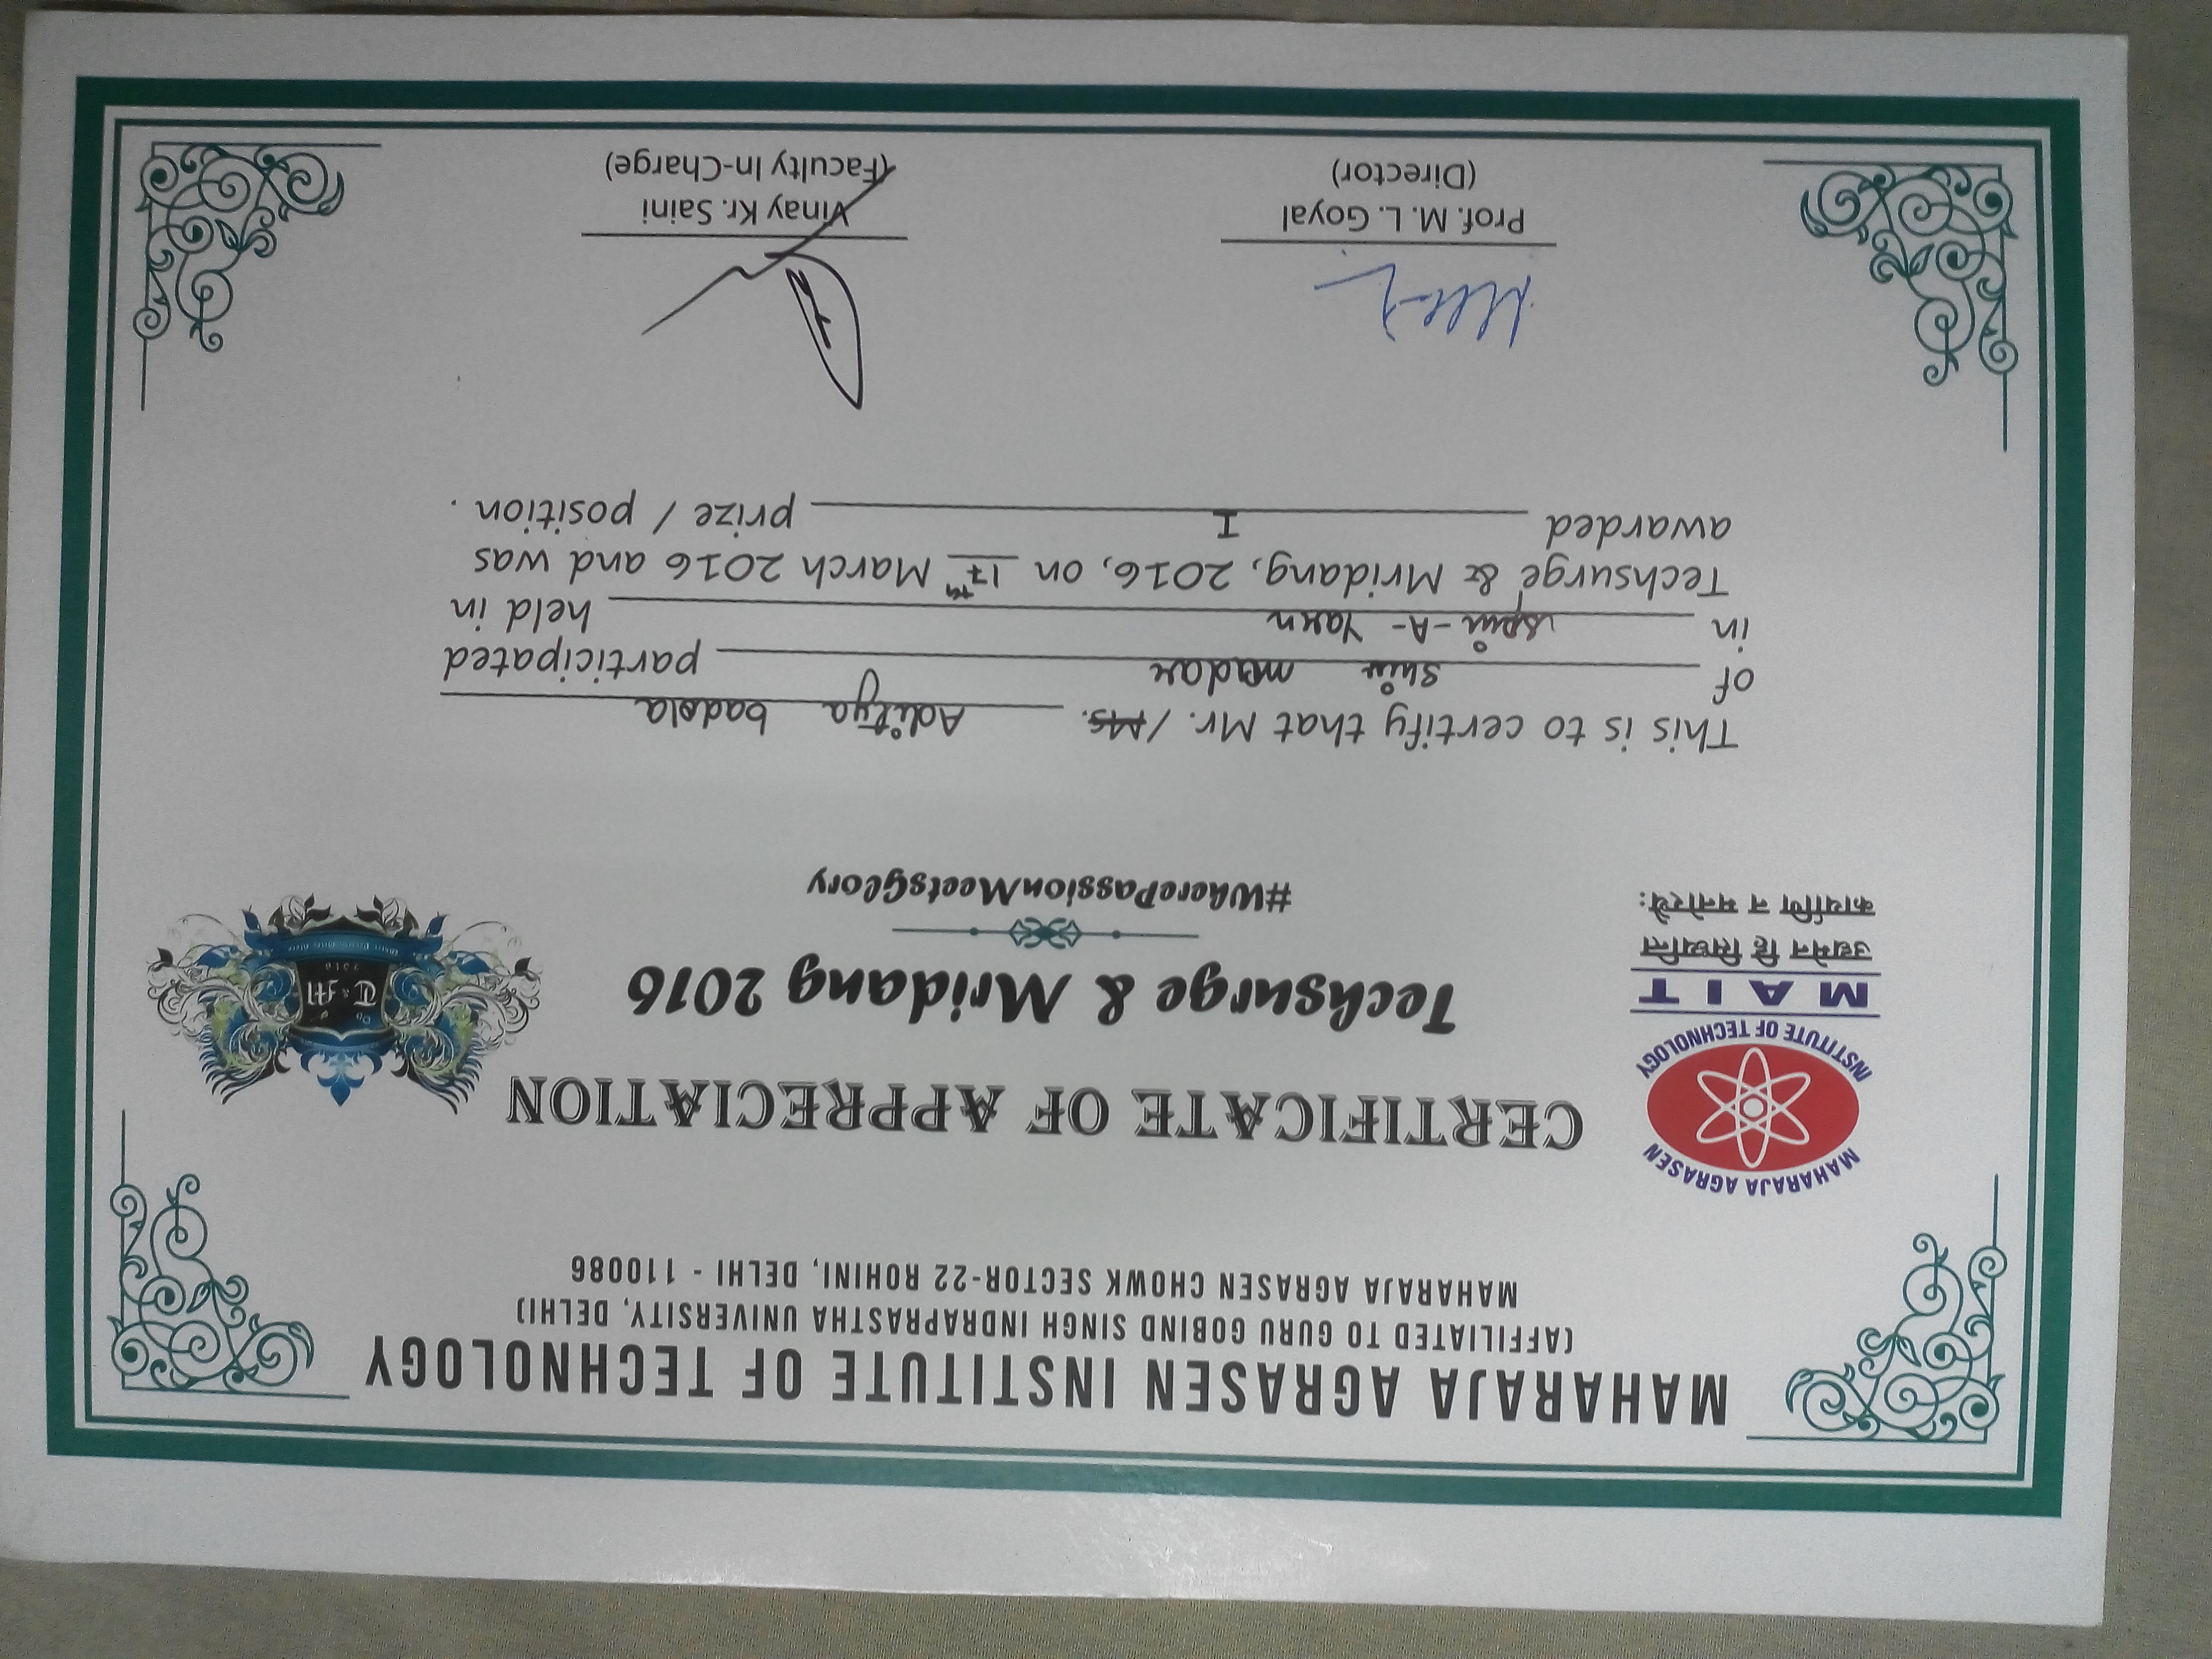 MAHARAJA AGRASEN INSTITUTE OF TECHNOLOGY
(AFFILIATED TO GURU GOBIND SINGH INDRAPRASTHA UNIVERSITY, DELHI)
MAHARAJA AGRASEN CHOWK SECTOR-22 ROHINI, DELHI - 110086
MAHARAJA AGRASEN
INSTITUTE OF TECHNOLOGY
MAIT
उद्यमेन हि सिध्यन्ति
कार्याणि न मनोरथैः
CERTIFICATE OF APPRECIATION
Techsurge & Mridang 2016
#WherePassionMeetsGlory
T & M
2016
Where Passion Meets Glory
This is to certify that Mr. /Ms. Aditya badola
of shiv nadar participated
in spin-A- Yarn held in
Techsurge & Mridang, 2016, on 17th March 2016 and was
awarded I prize / position .
Prof. M. L. Goyal
(Director)
Vinay Kr. Saini
(Faculty In-Charge)